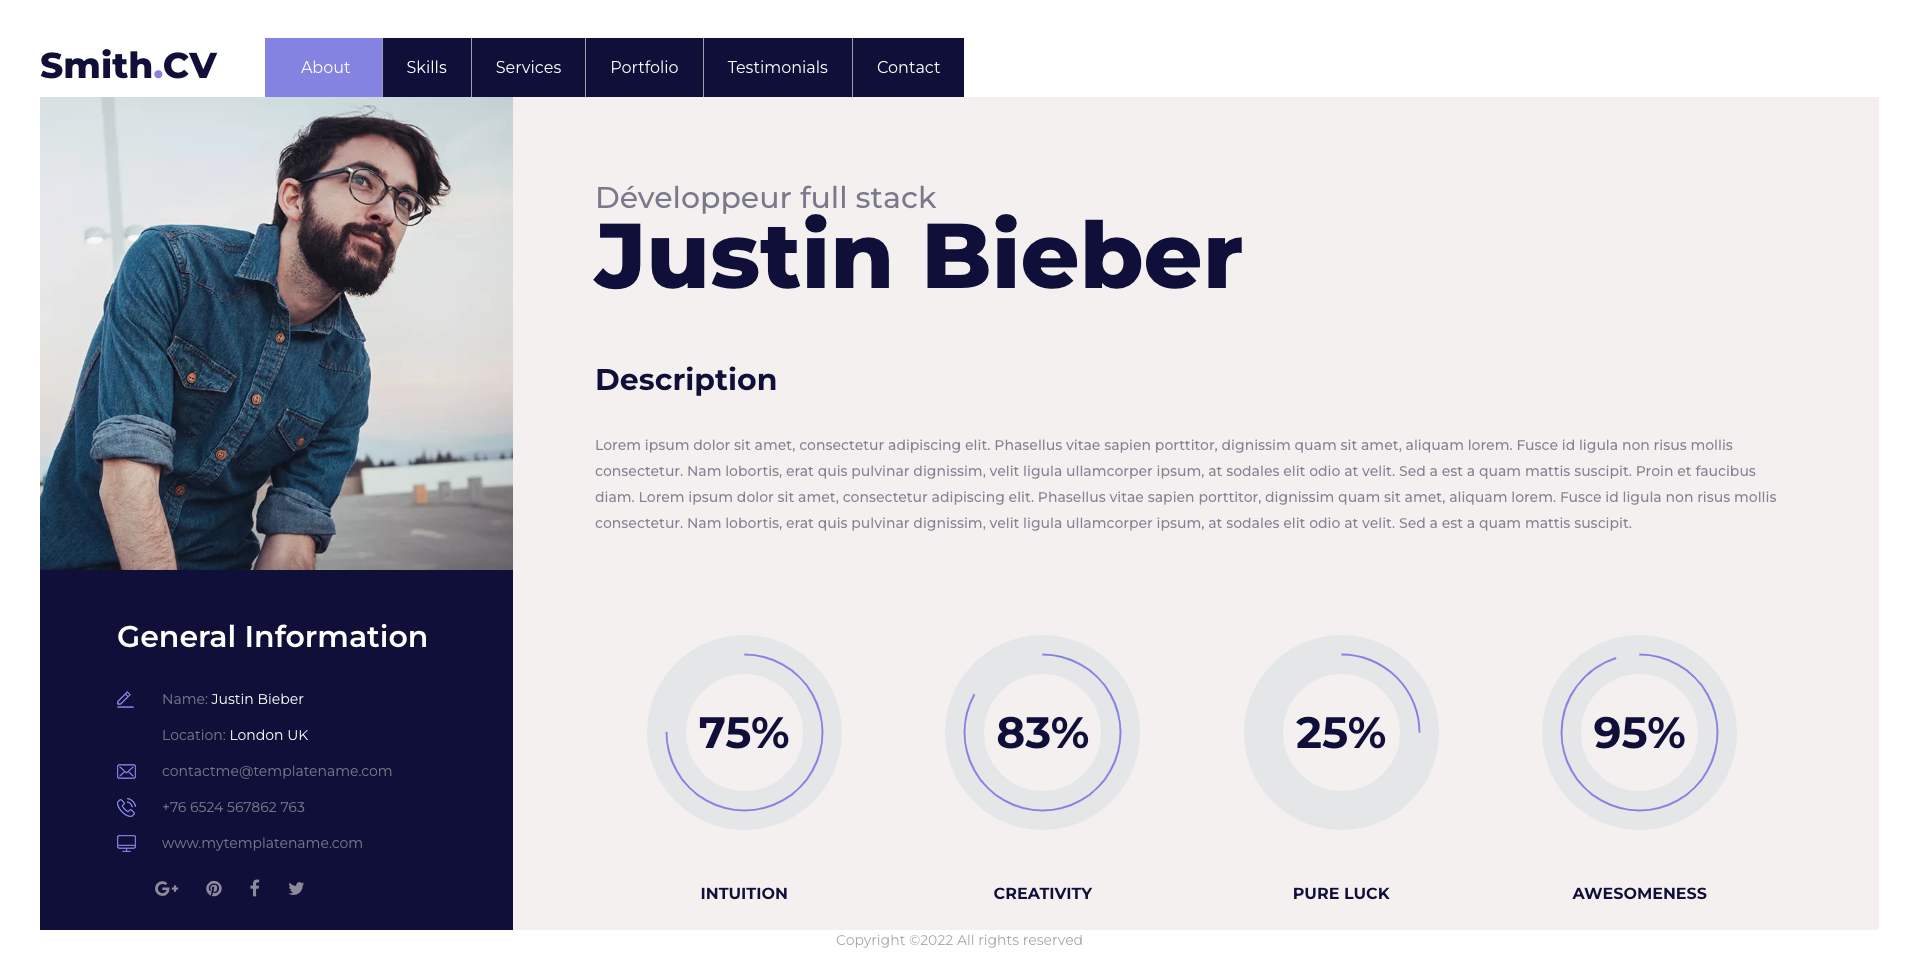 Smith.CV
About Skills Services Portfolio Testimonials Contact
Développeur full stack
Justin Bieber
Description
Lorem ipsum dolor sit amet, consectetur adipiscing elit. Phasellus vitae sapien porttitor, dignissim quam sit amet, aliquam lorem. Fusce id ligula non risus mollis
consectetur. Nam lobortis, erat quis pulvinar dignissim, velit ligula ullamcorper ipsum, at sodales elit odio at velit. Sed a est a quam mattis suscipit. Proin et faucibus
diam. Lorem ipsum dolor sit amet, consectetur adipiscing elit. Phasellus vitae sapien porttitor, dignissim quam sit amet, aliquam lorem. Fusce id ligula non risus mollis
consectetur. Nam lobortis, erat quis pulvinar dignissim, velit ligula ullamcorper ipsum, at sodales elit odio at velit. Sed a est a quam mattis suscipit.
General Information
Name: Justin Bieber
Location: London UK
contactme@templatename.com
+76 6524 567862 763
www.mytemplatename.com
75% 83% 25% 95%
INTUITION CREATIVITY PURE LUCK AWESOMENESS
Copyright ©2022 All rights reserved